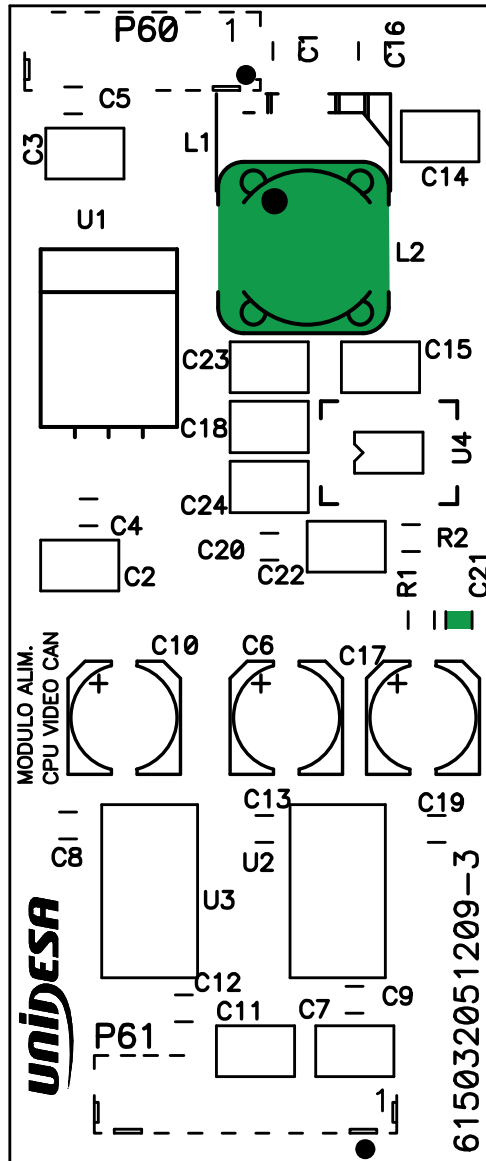 P60
1
C1
C16
C5
C3
L1
C14
U1
L2
C23
C15
C18
U4
C24
C4
C20
R2
C2
C22
R1
C21
C10
C6
C17
MODULO ALIM.
CPU VIDEO CAN
C13
C19
C8
U2
U3
C12
C9
C11
C7
P61
1
UNIDESA
615032051209-3